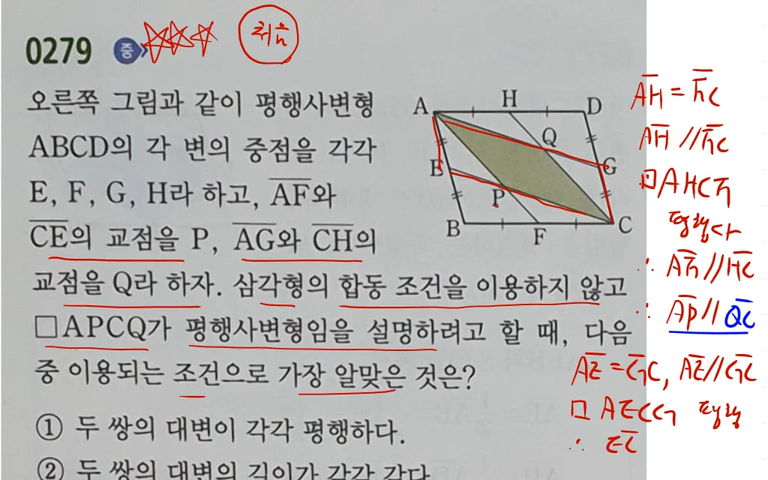 0279 중 처음
오른쪽 그림과 같이 평행사변형
ABCD의 각 변의 중점을 각각
E, F, G, H라 하고, AF와
CE의 교점을 P, AG와 CH의
교점을 Q라 하자. 삼각형의 합동 조건을 이용하지 않고
□APCQ가 평행사변형임을 설명하려고 할 때, 다음
중 이용되는 조건으로 가장 알맞은 것은?
① 두 쌍의 대변이 각각 평행하다.
② 두 쌍의 대변의 길이가 각각 같다
A H D
Q
E G
P
B F C
AH = FC
AH // FC
□AHCF
평행사
∴ AF // HC
∴ AP // QC
AE = GC, AE // GC
□AECG 평행
∴ EC